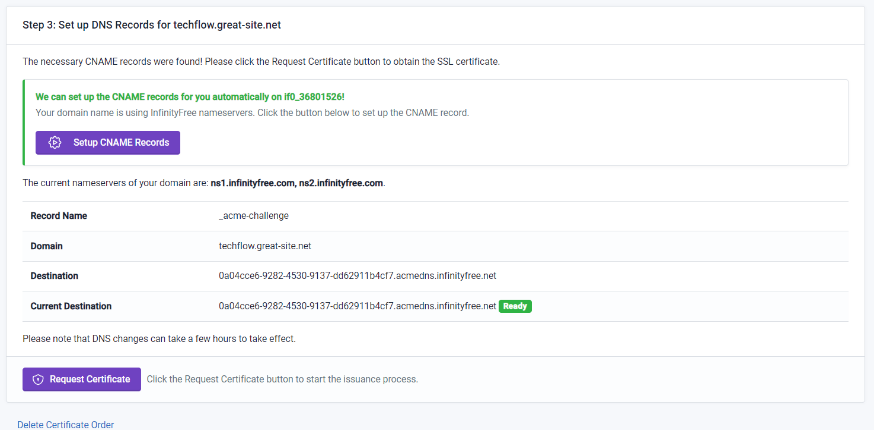 Step 3: Set up DNS Records for techflow.great-site.net
The necessary CNAME records were found! Please click the Request Certificate button to obtain the SSL certificate.
We can set up the CNAME records for you automatically on if0_36801526!
Your domain name is using InfinityFree nameservers. Click the button below to set up the CNAME record.
Setup CNAME Records
The current nameservers of your domain are: ns1.infinityfree.com, ns2.infinityfree.com.
Record Name _acme-challenge
Domain techflow.great-site.net
Destination 0a04cce6-9282-4530-9137-dd62911b4cf7.acmedns.infinityfree.net
Current Destination 0a04cce6-9282-4530-9137-dd62911b4cf7.acmedns.infinityfree.net Ready
Please note that DNS changes can take a few hours to take effect.
Request Certificate Click the Request Certificate button to start the issuance process.
Delete Certificate Order